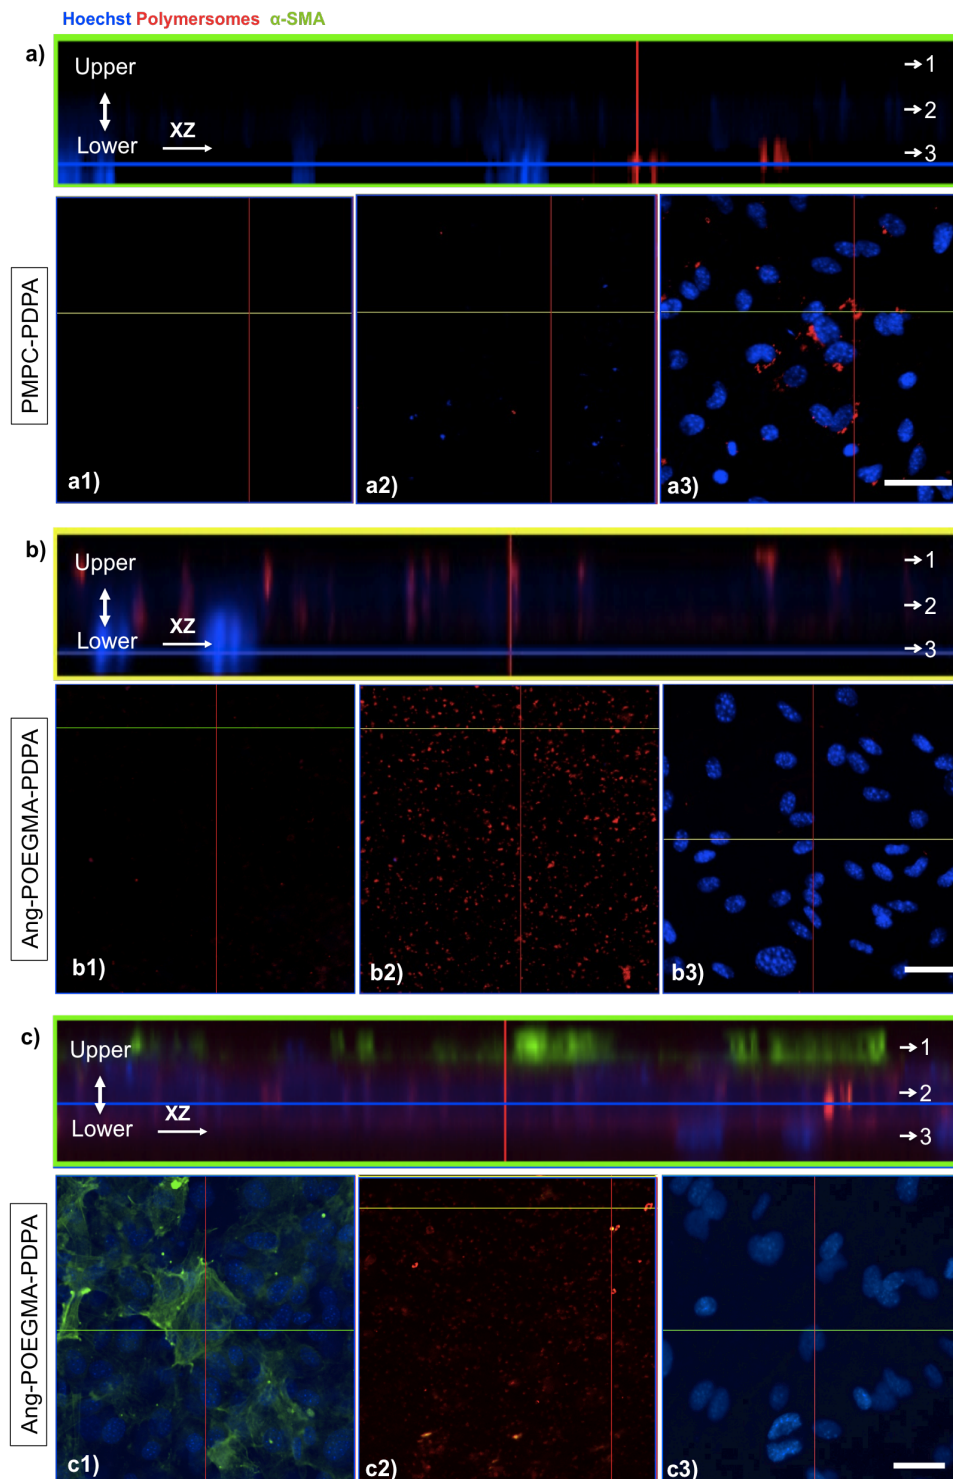 Hoechst Polymersomes α-SMA
a)
Upper
Lower
XZ
→1
→2
→3
PMPC-PDPA
a1)
a2)
a3)
b)
Upper
Lower
XZ
→1
→2
→3
Ang-POEGMA-PDPA
b1)
b2)
b3)
c)
Upper
Lower
XZ
→1
→2
→3
Ang-POEGMA-PDPA
c1)
c2)
c3)